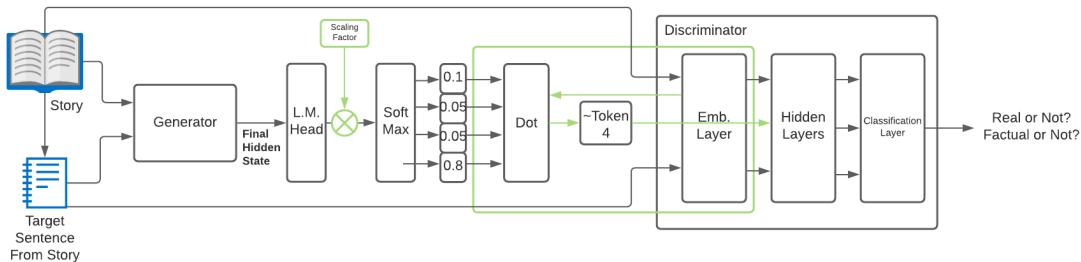 Story
Target
Sentence
From Story
Generator
Final
Hidden
State
L.M.
Head
Scaling
Factor
Soft
Max
0.1
0.05
0.05
0.8
Dot
~Token
4
Discriminator
Emb.
Layer
Hidden
Layers
Classification
Layer
Real or Not?
Factual or Not?